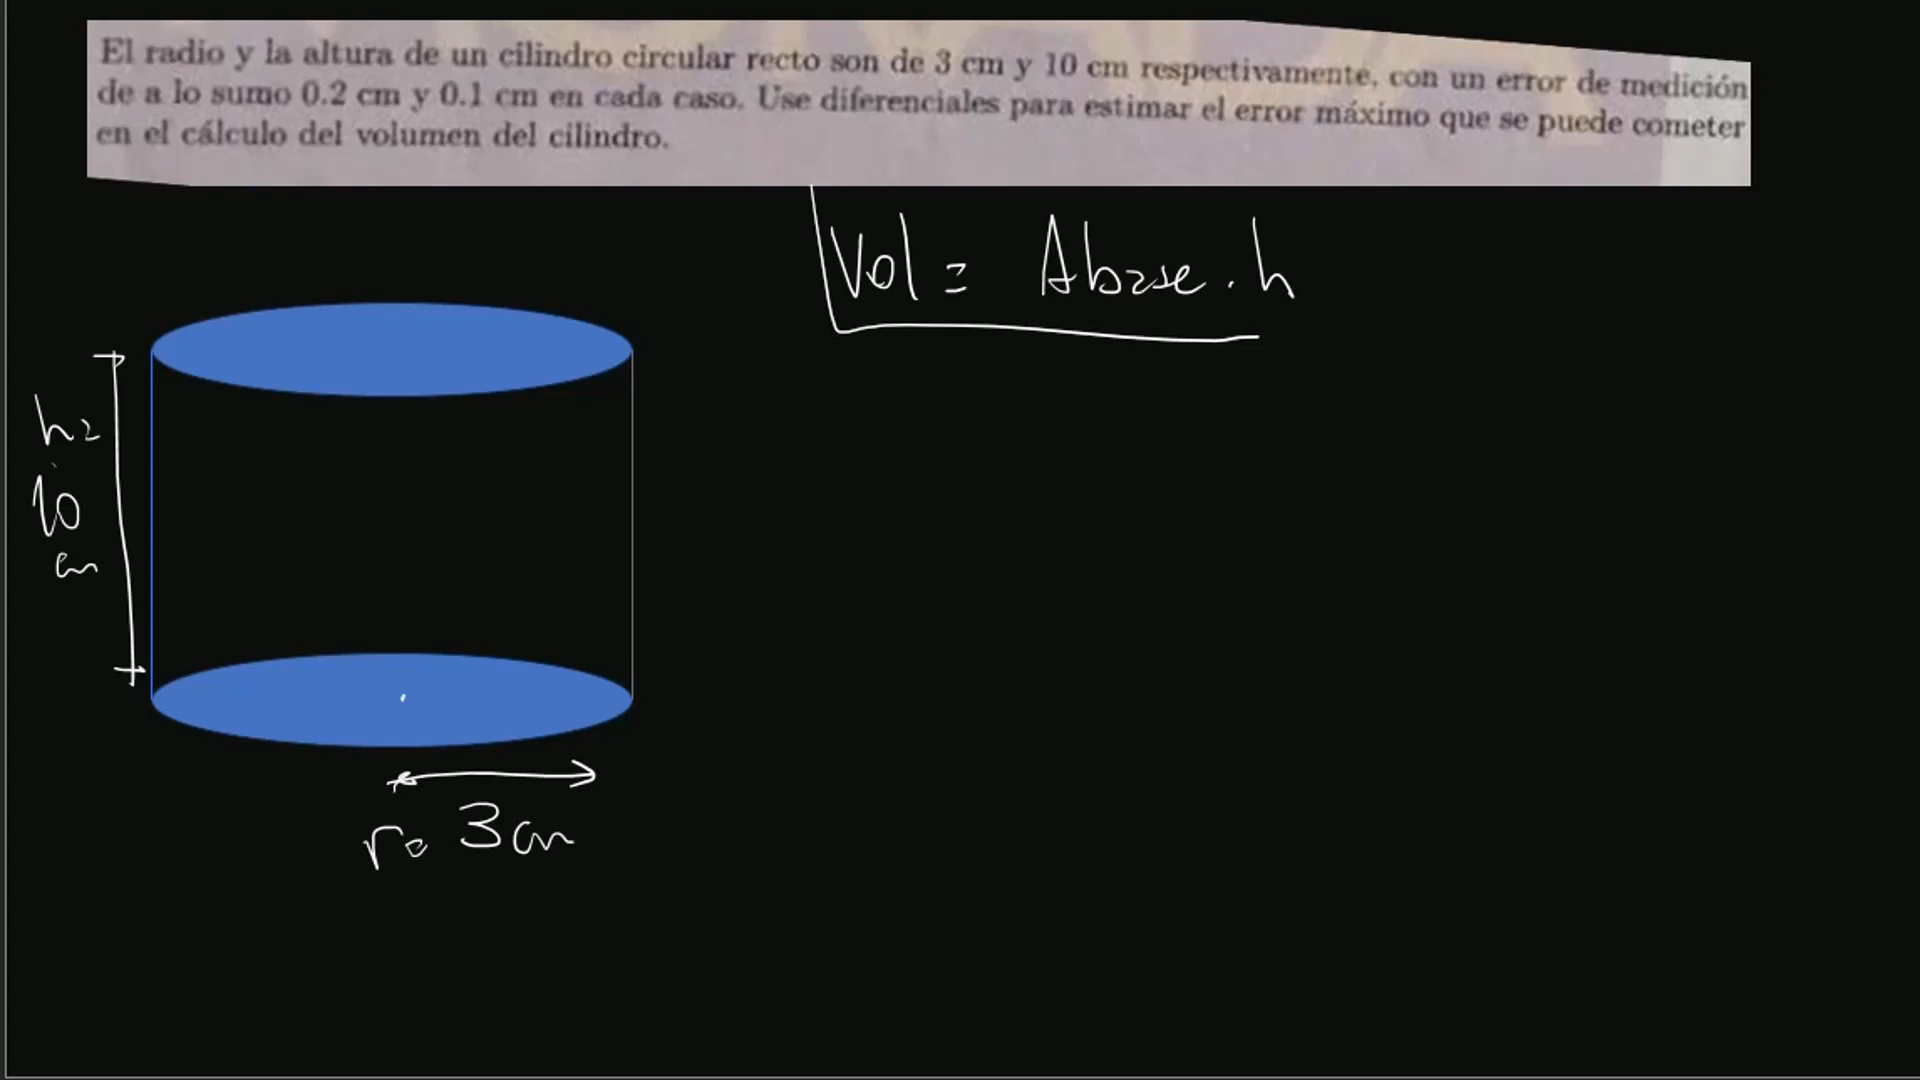 El radio y la altura de un cilindro circular recto son de 3 cm y 10 cm respectivamente, con un error de medición
de a lo sumo 0.2 cm y 0.1 cm en cada caso. Use diferenciales para estimar el error máximo que se puede cometer
en el cálculo del volumen del cilindro.
Vol = Abase . h
h=
10
cm
r= 3cm